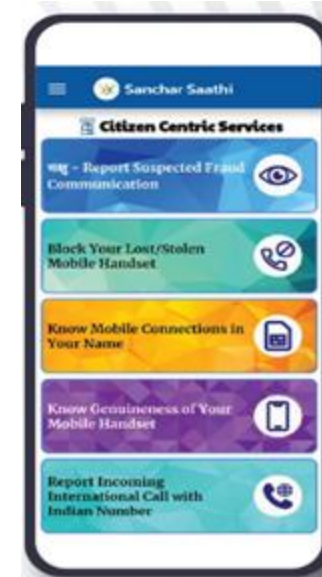 Sanchar Saathi
Citizen Centric Services
चक्षु - Report Suspected Fraud
Communication
Block Your Lost/Stolen
Mobile Handset
Know Mobile Connections in
Your Name
Know Genuineness of Your
Mobile Handset
Report Incoming
International Call with
Indian Number